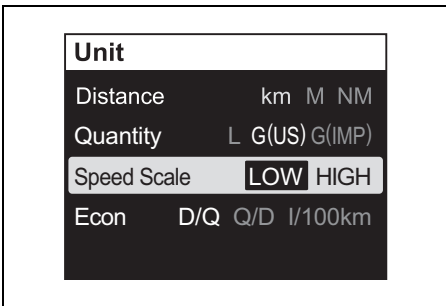 Unit
Distance km M NM
Quantity L G(US) G(IMP)
Speed Scale LOW HIGH
Econ D/Q Q/D l/100km